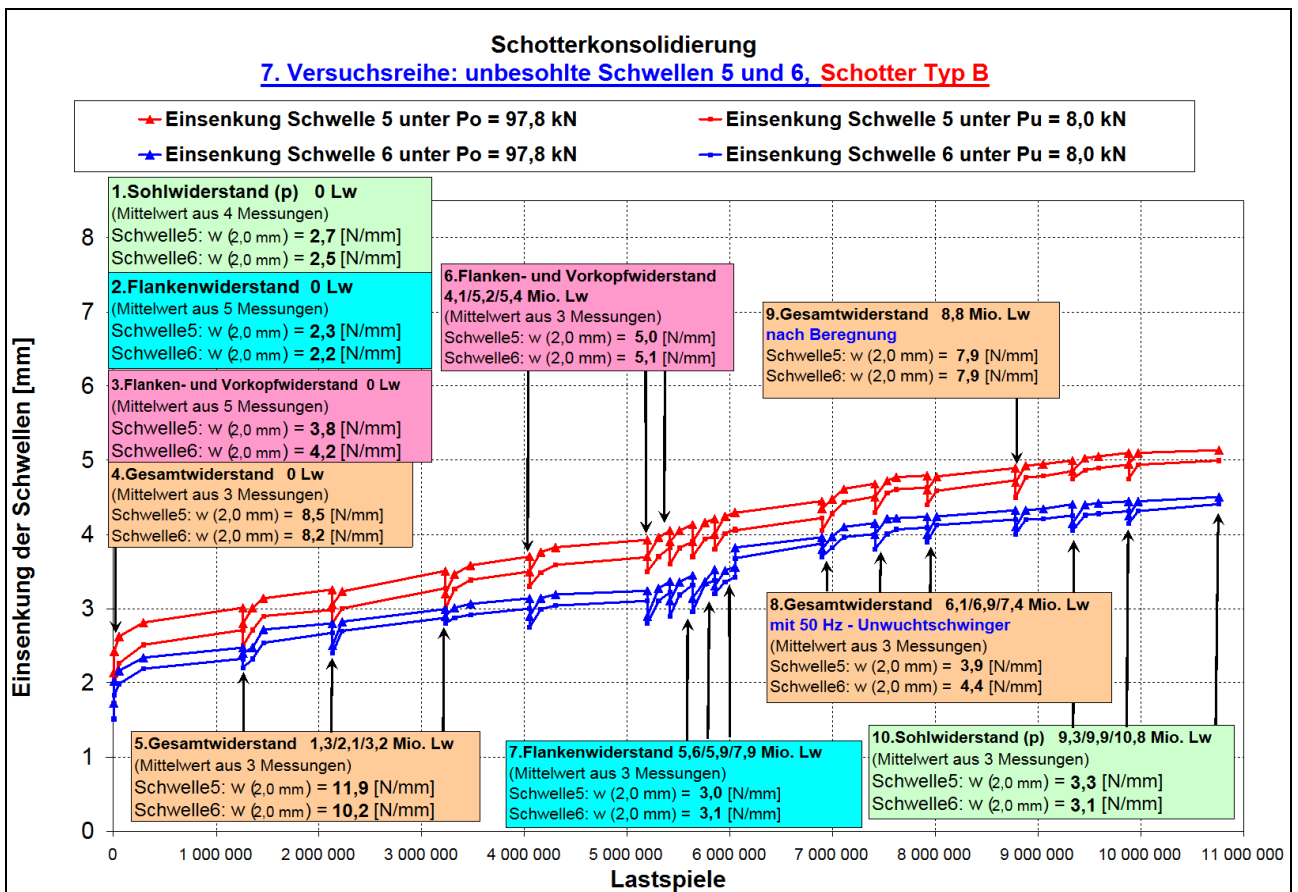 Schotterkonsolidierung
7. Versuchsreihe: unbesohlte Schwellen 5 und 6, Schotter Typ B
Einsenkung Schwelle 5 unter Po = 97,8 kN
Einsenkung Schwelle 5 unter Pu = 8,0 kN
Einsenkung Schwelle 6 unter Po = 97,8 kN
Einsenkung Schwelle 6 unter Pu = 8,0 kN
1.Sohlwiderstand (p) 0 Lw
(Mittelwert aus 4 Messungen)
Schwelle5: w (2,0 mm) = 2,7 [N/mm]
Schwelle6: w (2,0 mm) = 2,5 [N/mm]
2.Flankenwiderstand 0 Lw
(Mittelwert aus 5 Messungen)
Schwelle5: w (2,0 mm) = 2,3 [N/mm]
Schwelle6: w (2,0 mm) = 2,2 [N/mm]
3.Flanken- und Vorkopfwiderstand 0 Lw
(Mittelwert aus 5 Messungen)
Schwelle5: w (2,0 mm) = 3,8 [N/mm]
Schwelle6: w (2,0 mm) = 4,2 [N/mm]
4.Gesamtwiderstand 0 Lw
(Mittelwert aus 3 Messungen)
Schwelle5: w (2,0 mm) = 8,5 [N/mm]
Schwelle6: w (2,0 mm) = 8,2 [N/mm]
5.Gesamtwiderstand 1,3/2,1/3,2 Mio. Lw
(Mittelwert aus 3 Messungen)
Schwelle5: w (2,0 mm) = 11,9 [N/mm]
Schwelle6: w (2,0 mm) = 10,2 [N/mm]
6.Flanken- und Vorkopfwiderstand
4,1/5,2/5,4 Mio. Lw
(Mittelwert aus 3 Messungen)
Schwelle5: w (2,0 mm) = 5,0 [N/mm]
Schwelle6: w (2,0 mm) = 5,1 [N/mm]
7.Flankenwiderstand 5,6/5,9/7,9 Mio. Lw
(Mittelwert aus 3 Messungen)
Schwelle5: w (2,0 mm) = 3,0 [N/mm]
Schwelle6: w (2,0 mm) = 3,1 [N/mm]
8.Gesamtwiderstand 6,1/6,9/7,4 Mio. Lw
mit 50 Hz - Unwuchtschwinger
(Mittelwert aus 3 Messungen)
Schwelle5: w (2,0 mm) = 3,9 [N/mm]
Schwelle6: w (2,0 mm) = 4,4 [N/mm]
9.Gesamtwiderstand 8,8 Mio. Lw
nach Beregnung
Schwelle5: w (2,0 mm) = 7,9 [N/mm]
Schwelle6: w (2,0 mm) = 7,9 [N/mm]
10.Sohlwiderstand (p) 9,3/9,9/10,8 Mio. Lw
(Mittelwert aus 3 Messungen)
Schwelle5: w (2,0 mm) = 3,3 [N/mm]
Schwelle6: w (2,0 mm) = 3,1 [N/mm]
Einsenkung der Schwellen [mm]
8
7
6
5
4
3
2
1
0
0
1 000 000
2 000 000
3 000 000
4 000 000
5 000 000
6 000 000
7 000 000
8 000 000
9 000 000
10 000 000
11 000 000
Lastspiele